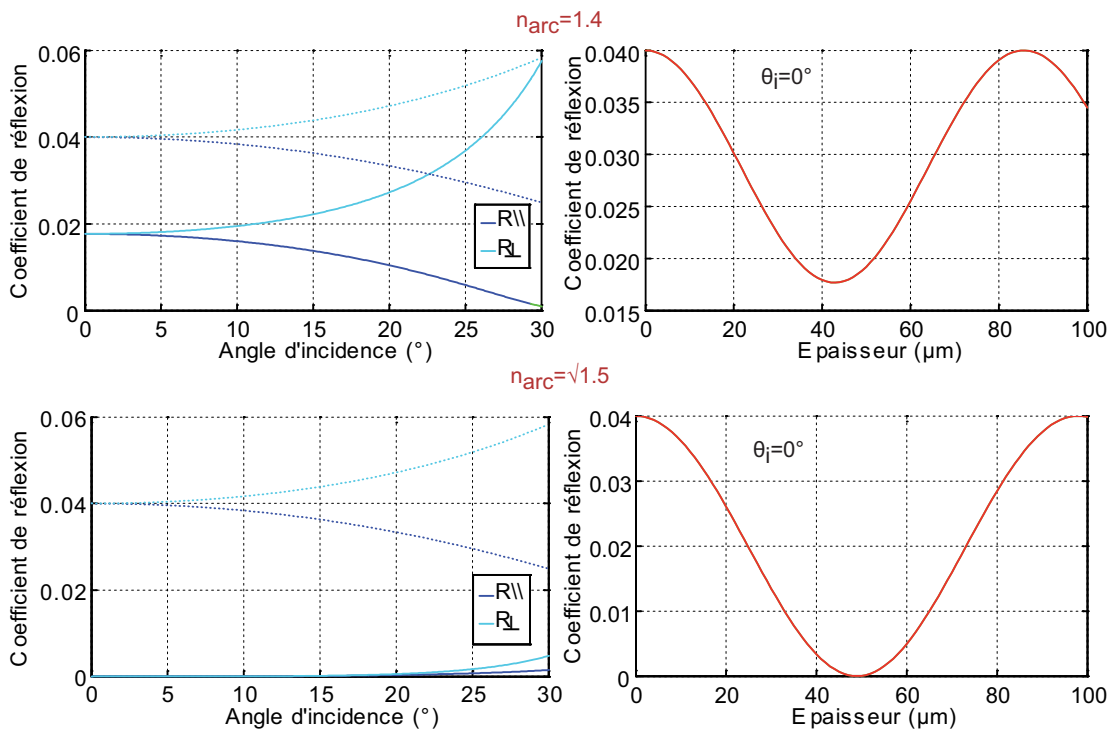 n_arc=1.4
Coefficient de réflexion
0.06
0.04
0.02
0
R\\
R⊥
0 5 10 15 20 25 30
Angle d'incidence (°)
Coefficient de réflexion
0.040
0.035
0.030
0.025
0.020
0.015
θi=0°
0 20 40 60 80 100
Epaisseur (µm)
n_arc=√1.5
Coefficient de réflexion
0.06
0.04
0.02
0
R\\
R⊥
0 5 10 15 20 25 30
Angle d'incidence (°)
Coefficient de réflexion
0.04
0.03
0.02
0.01
0
θi=0°
0 20 40 60 80 100
Epaisseur (µm)